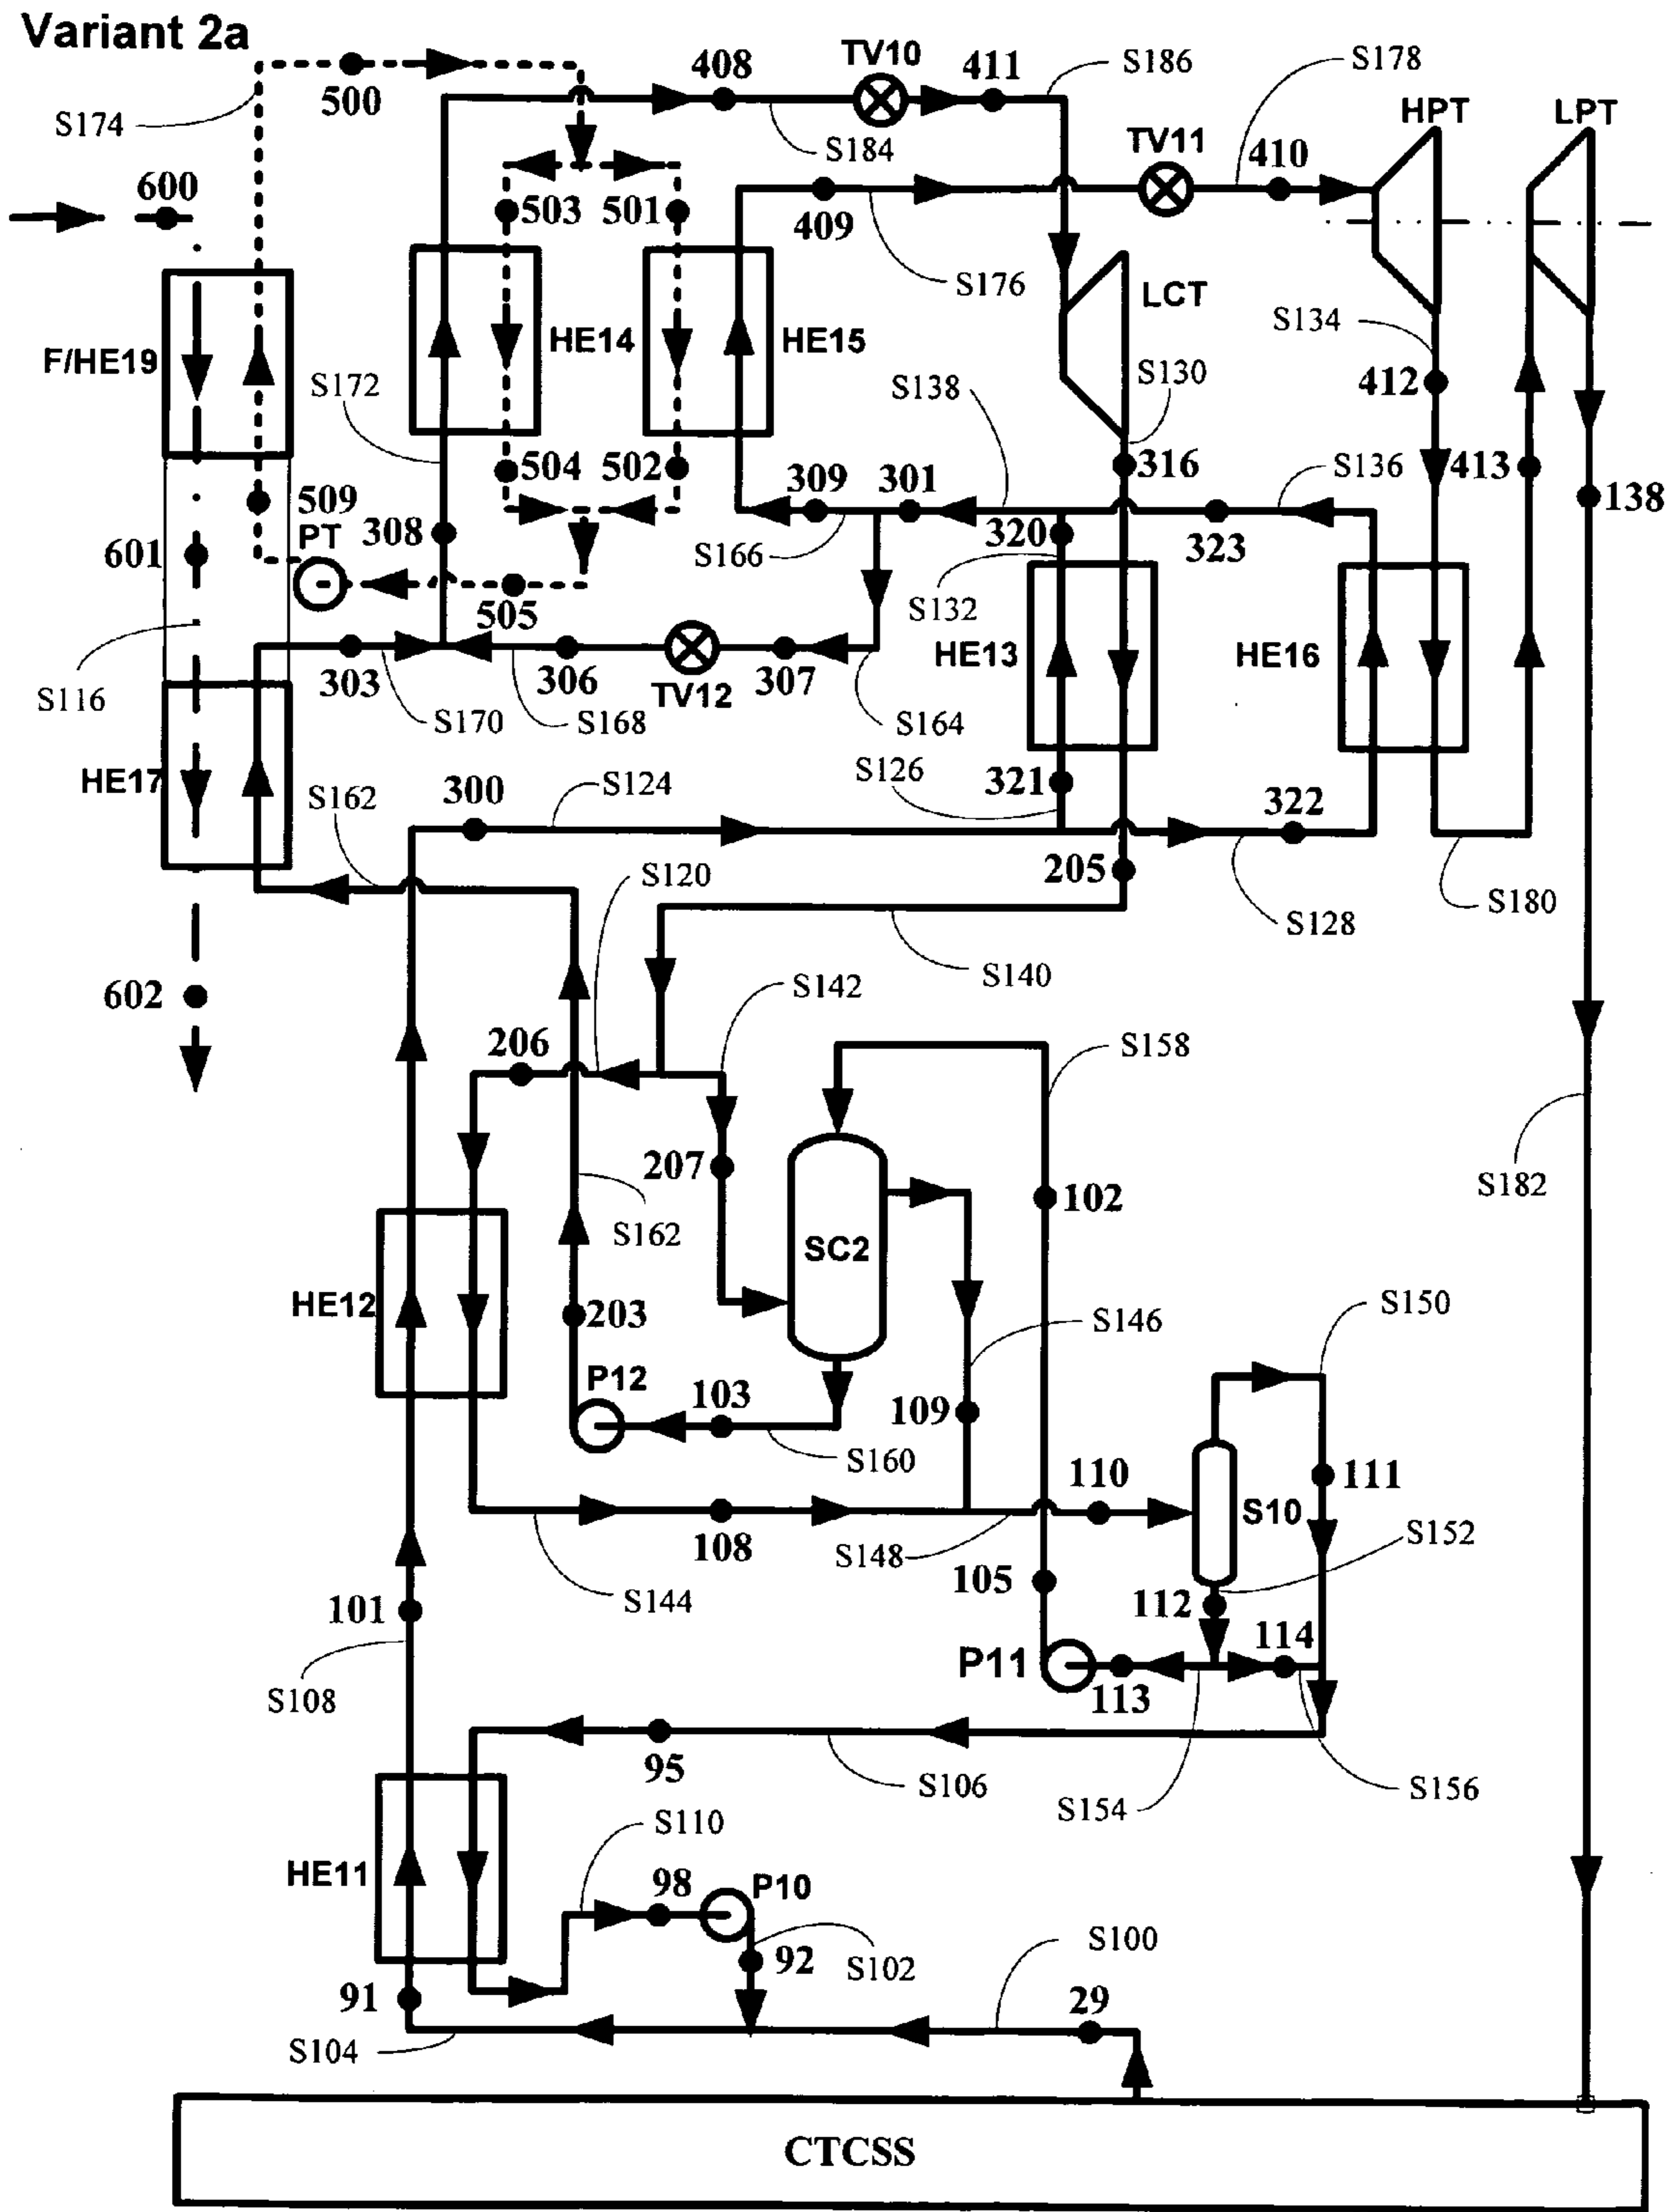 Variant 2a
TV10
408
411
S186
S178
500
S174
HPT
LPT
TV11
410
S184
600
503
501
409
S176
LCT
S134
F/HE19
HE14
HE15
S172
S138
S130
412
504
502
309
301
316
S136
413
509
138
PT
308
320
323
601
S166
505
S132
HE13
HE16
303
306
TV12
307
S116
S170
S168
S164
HE17
S126
321
S162
300
S124
322
205
S120
S128
S180
S140
602
S142
206
S158
207
102
S182
S162
SC2
HE12
203
S150
S146
P12
103
109
S160
110
111
S10
108
S148
S152
105
S144
112
101
114
P11
113
S108
95
S106
S154
S156
S110
HE11
98
P10
S100
92
S102
91
29
S104
CTCSS